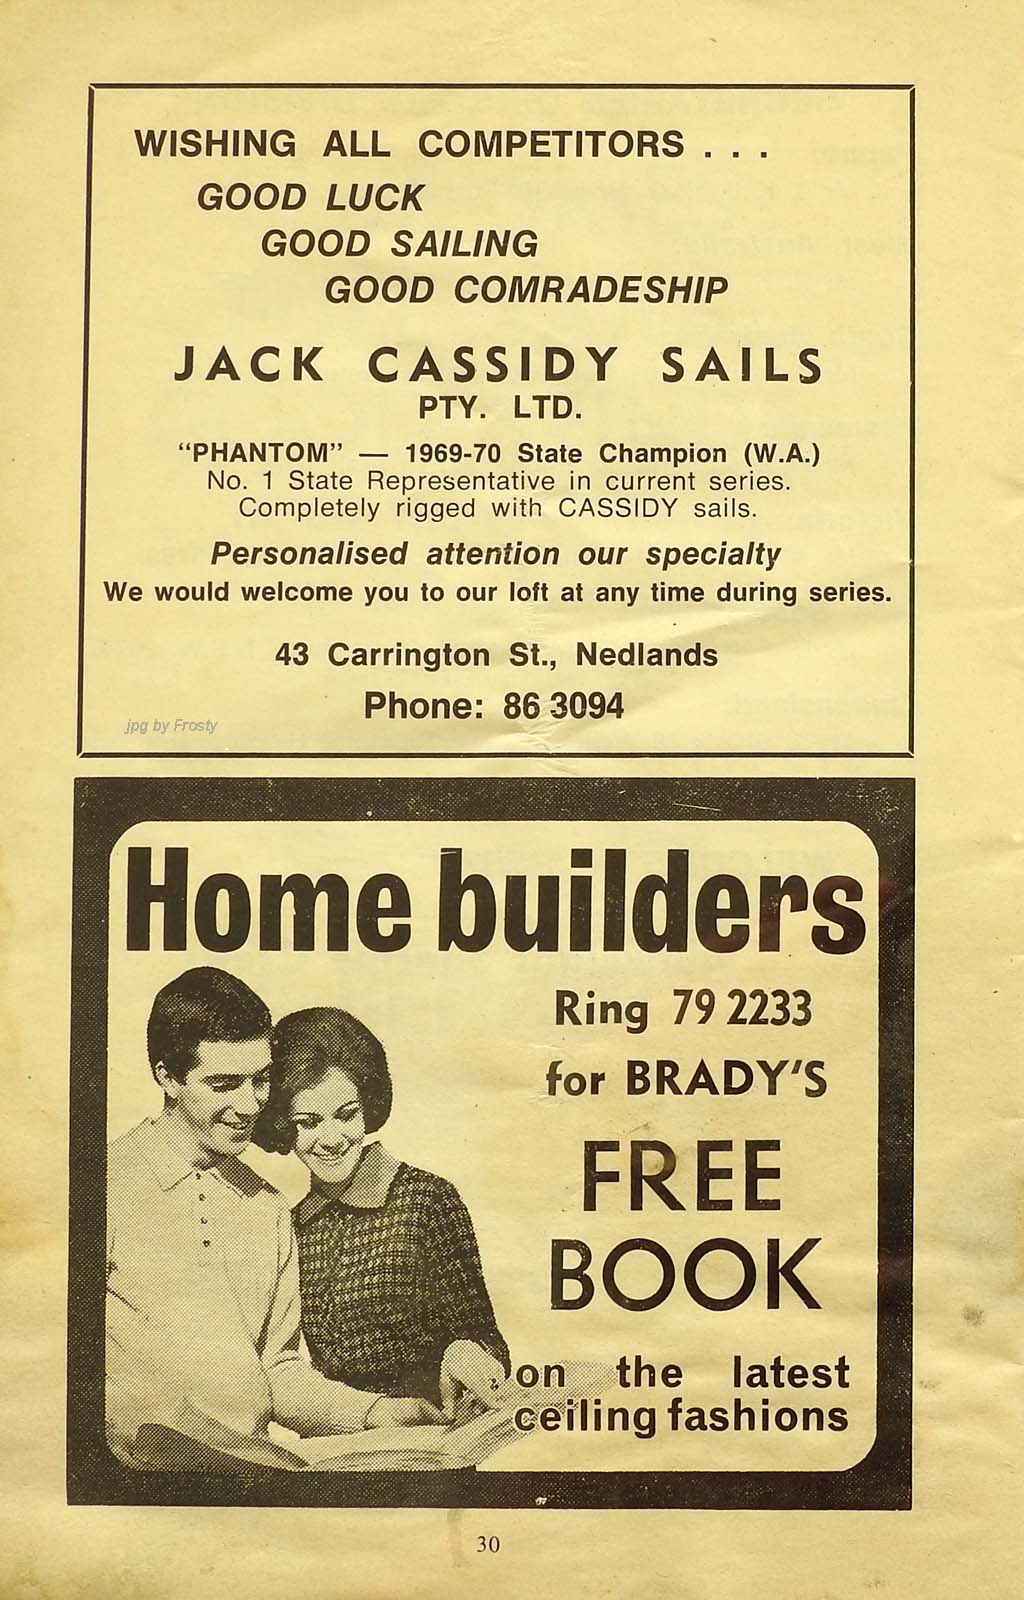 WISHING ALL COMPETITORS . . .
GOOD LUCK
GOOD SAILING
GOOD COMRADESHIP
JACK CASSIDY SAILS
PTY. LTD.
“PHANTOM” — 1969-70 State Champion (W.A.)
No. 1 State Representative in current series.
Completely rigged with CASSIDY sails.
Personalised attention our specialty
We would welcome you to our loft at any time during series.
43 Carrington St., Nedlands
Phone: 86 3094
jpg by Frosty
Home builders
Ring 79 2233
for BRADY'S
FREE
BOOK
on the latest
ceiling fashions
30